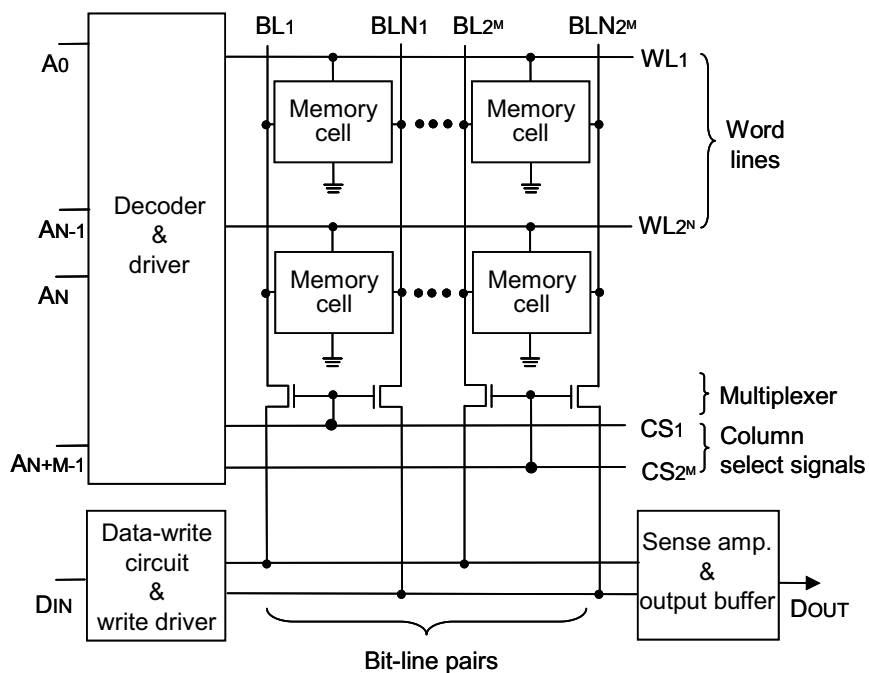 BL1 BLN1 BL2M BLN2M
A0
WL1
Memory
cell
Memory
cell
Word
lines
Decoder
&
driver
AN-1
WL2N
AN
Memory
cell
Memory
cell
Multiplexer
CS1
Column
select signals
AN+M-1
CS2M
Data-write
circuit
&
write driver
DIN
Sense amp.
&
output buffer
DOUT
Bit-line pairs